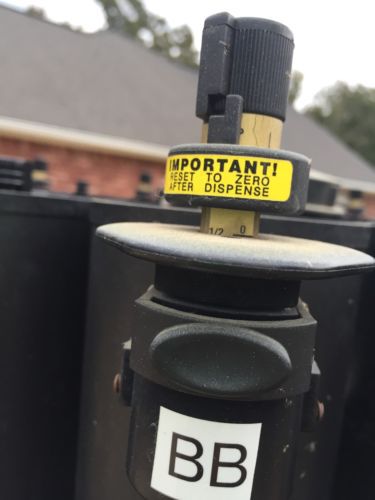 IMPORTANT!
RESET TO ZERO
AFTER DISPENSE
1/2 0
BB